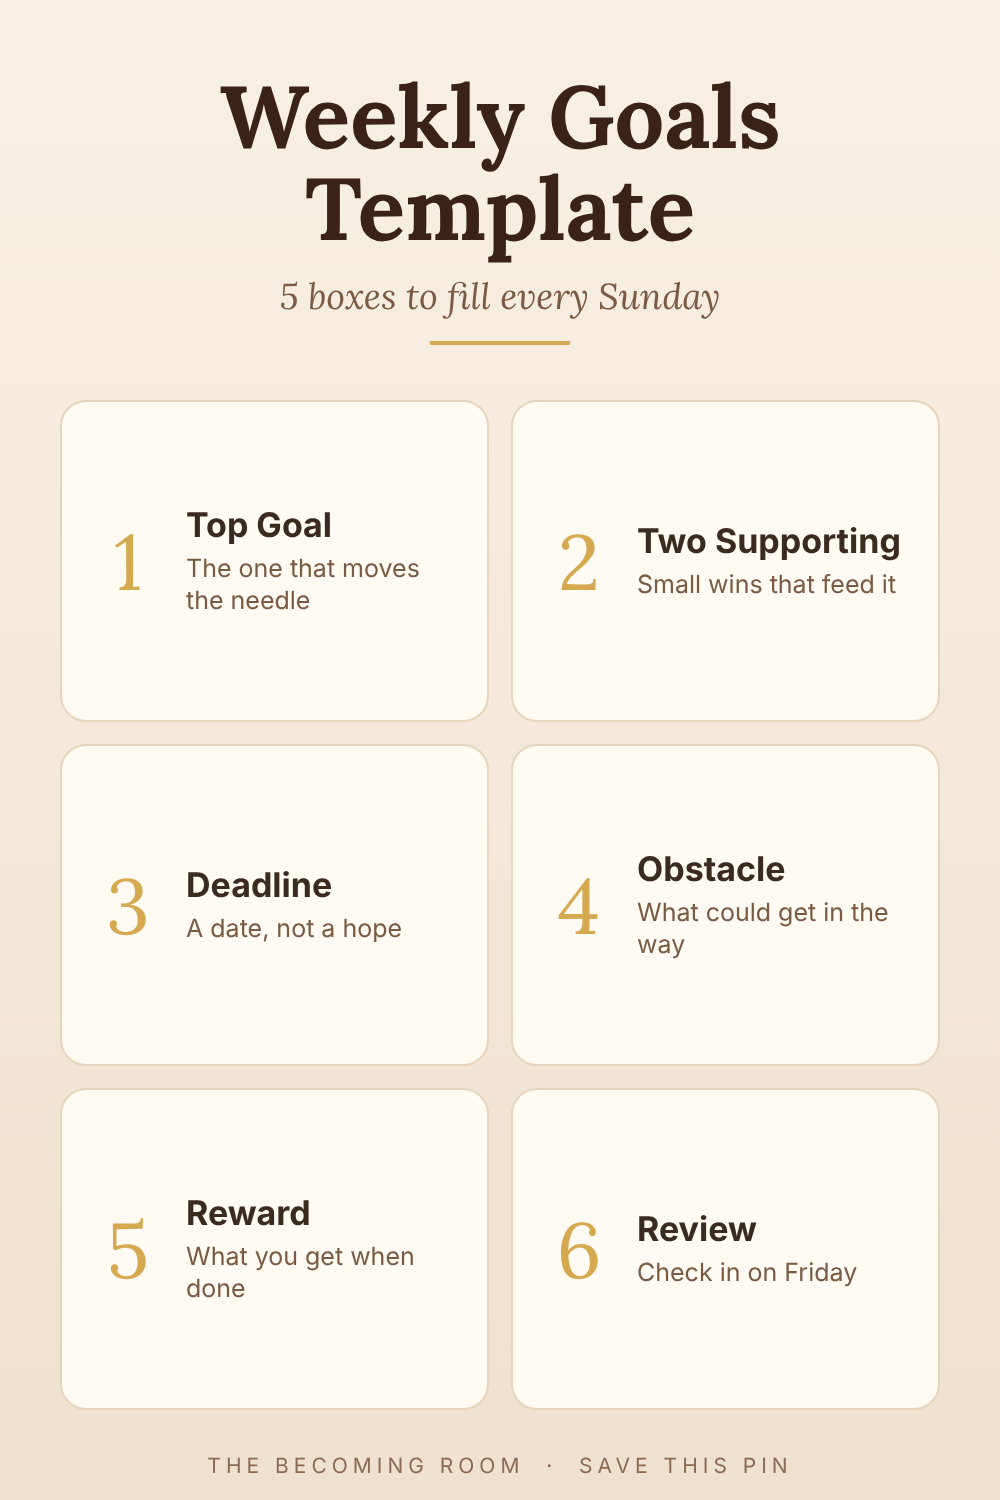 Weekly Goals
Template
5 boxes to fill every Sunday
1
Top Goal
The one that moves
the needle
2
Two Supporting
Small wins that feed it
3
Deadline
A date, not a hope
4
Obstacle
What could get in the
way
5
Reward
What you get when
done
6
Review
Check in on Friday
THE BECOMING ROOM · SAVE THIS PIN